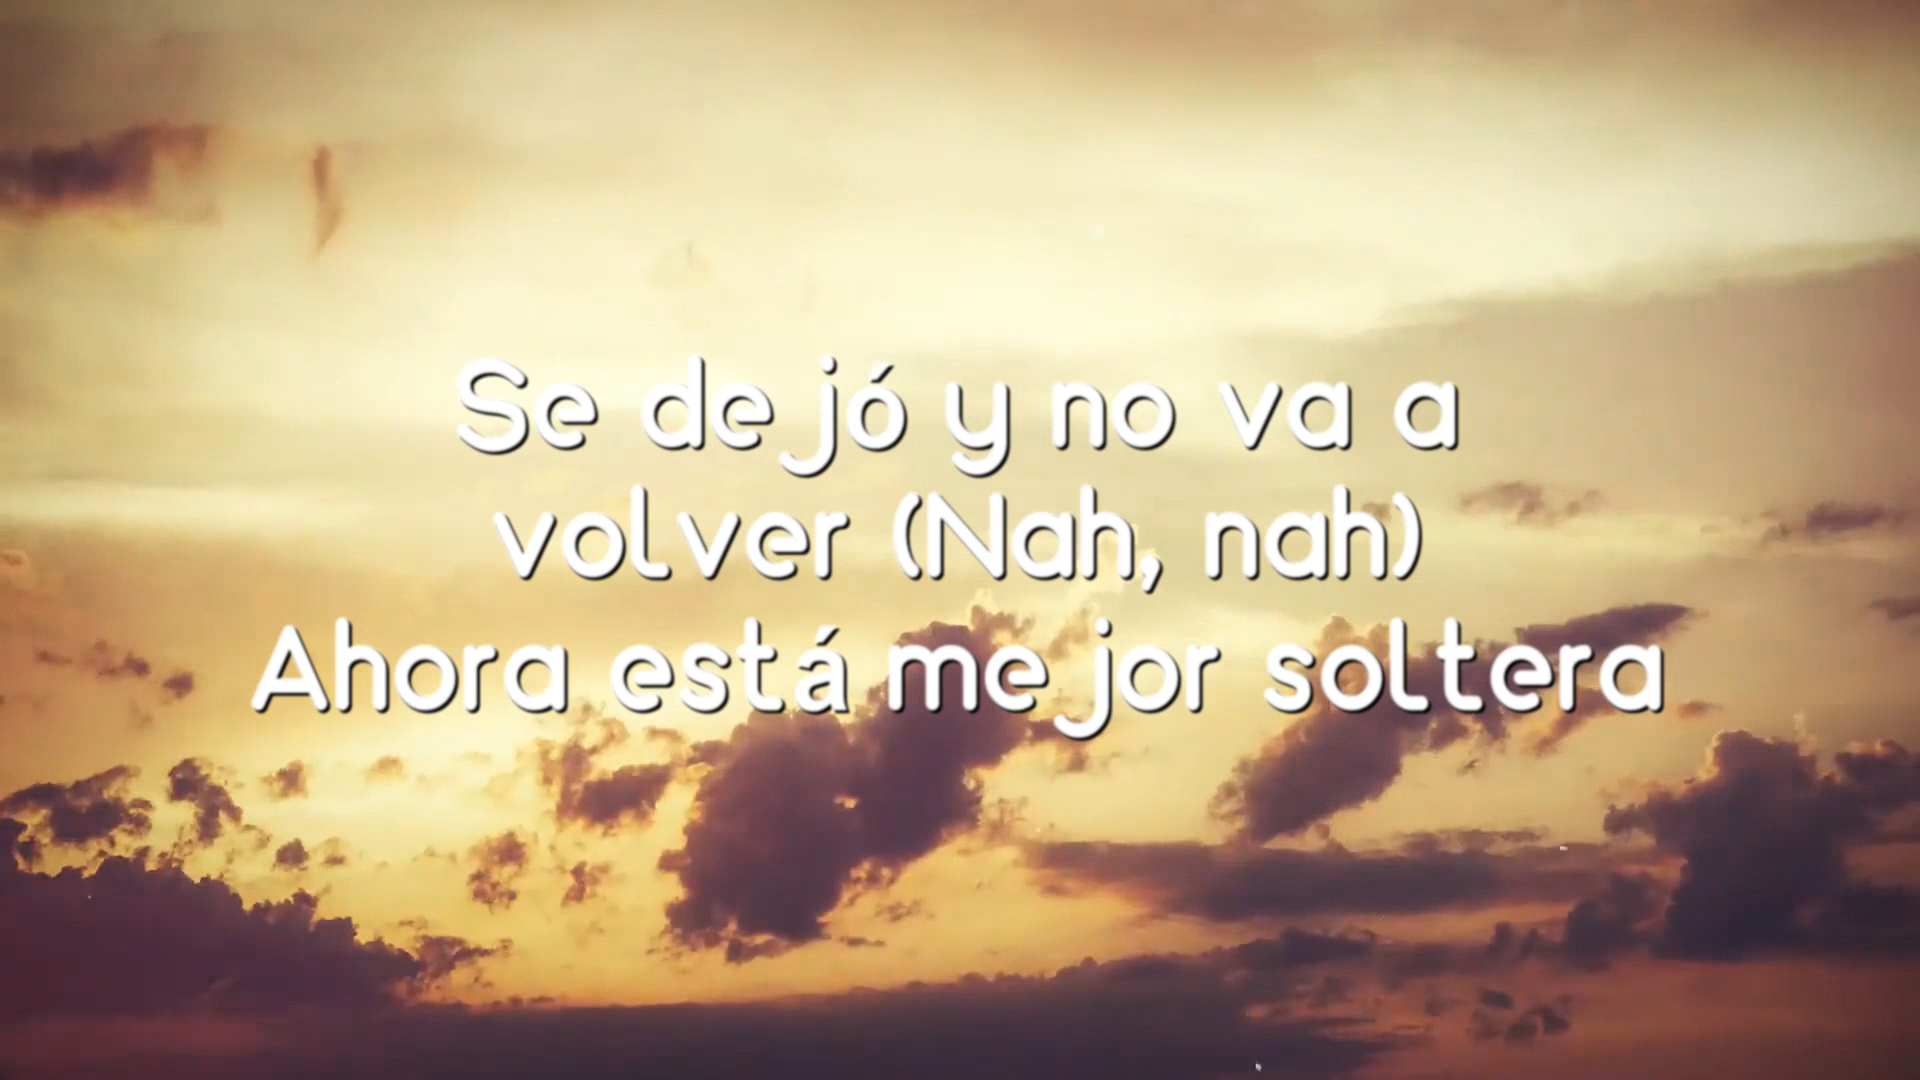 Se dejó y no va a
volver (Nah, nah)
Ahora está mejor soltera